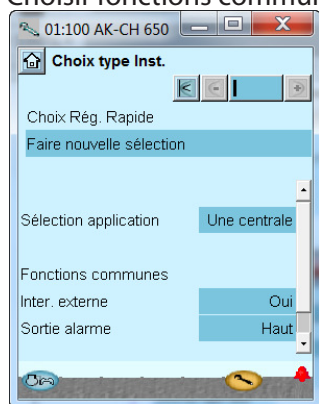 Choisir fonctions commun
01:100 AK-CH 650
Choix type Inst.
Choix Rég. Rapide
Faire nouvelle sélection
Sélection application Une centrale
Fonctions communes
Inter. externe Oui
Sortie alarme Haut